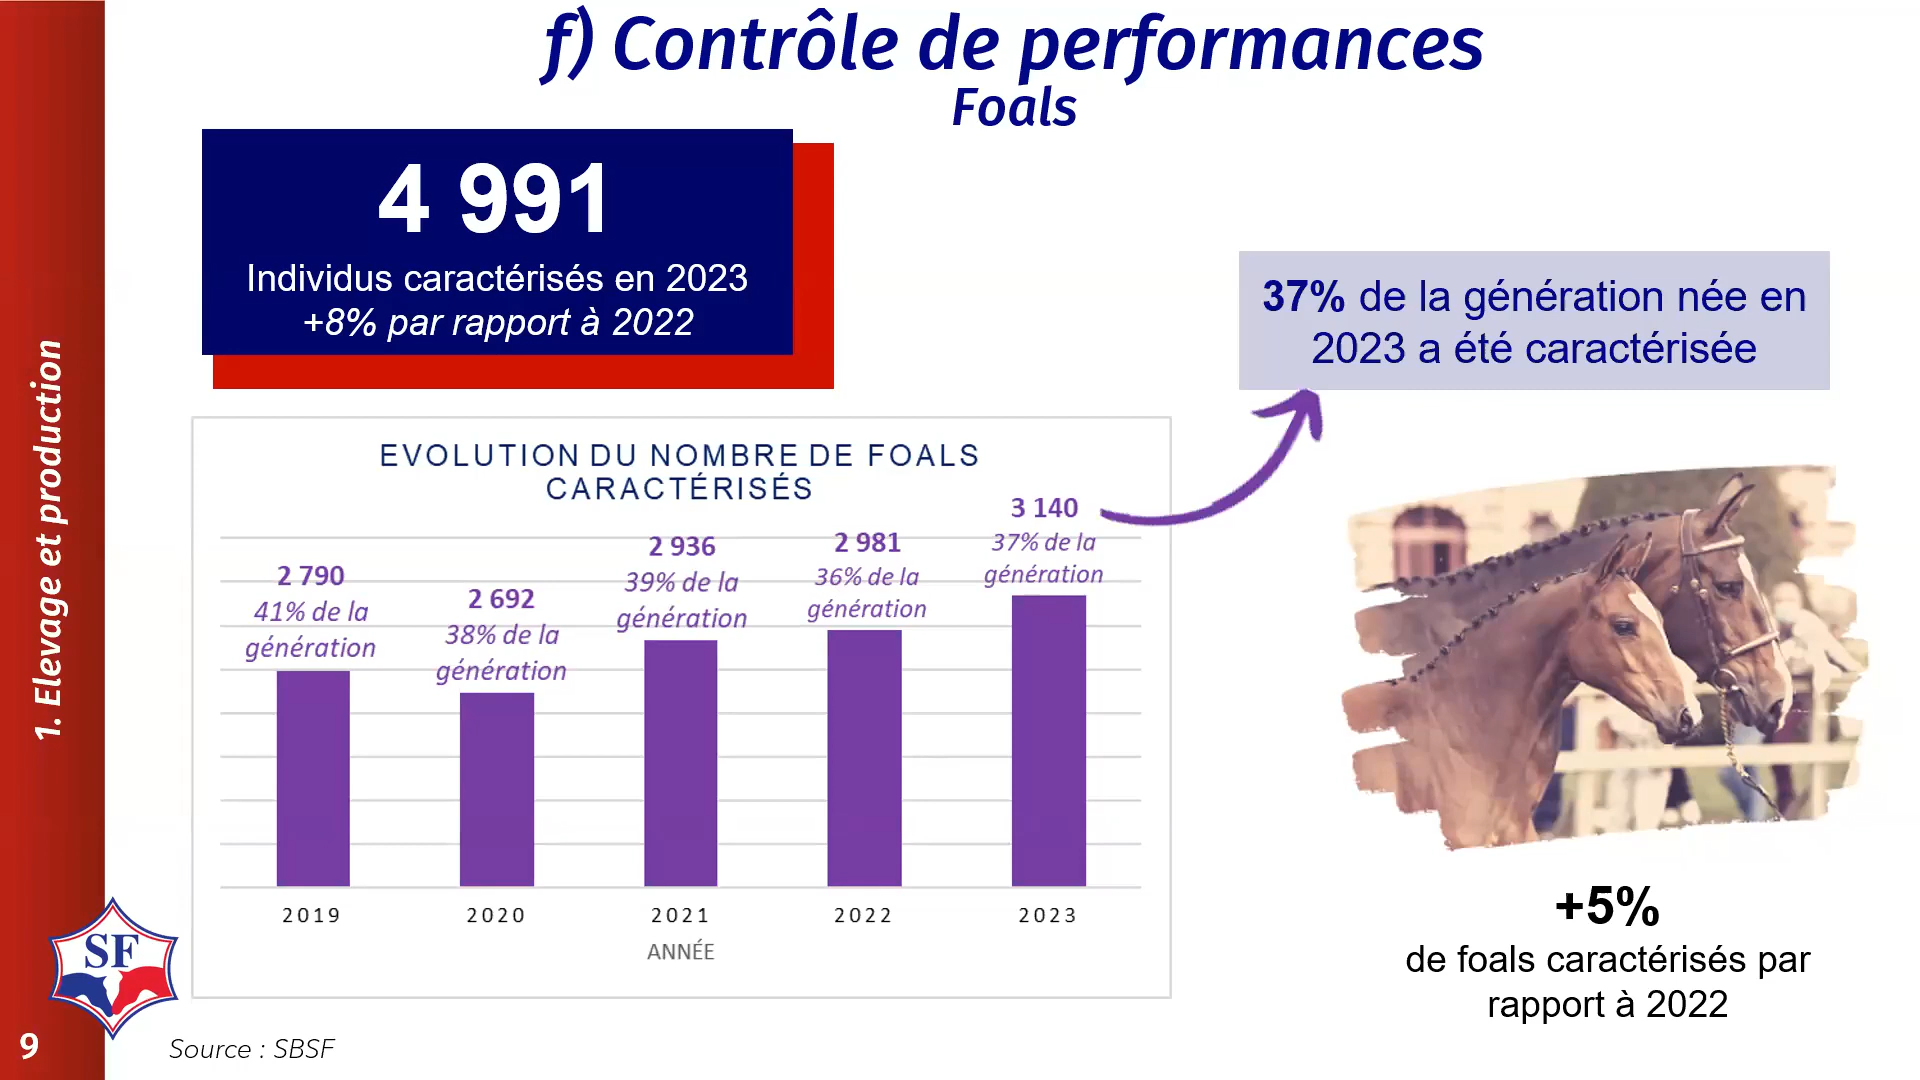 f) Contrôle de performances
Foals
4 991
Individus caractérisés en 2023
+8% par rapport à 2022
37% de la génération née en
2023 a été caractérisée
EVOLUTION DU NOMBRE DE FOALS
CARACTÉRISÉS
2 790
41% de la
génération
2 692
38% de la
génération
2 936
39% de la
génération
2 981
36% de la
génération
3 140
37% de la
génération
2019
2020
2021
2022
2023
ANNÉE
+5%
de foals caractérisés par
rapport à 2022
1. Elevage et production
SF
9
Source : SBSF